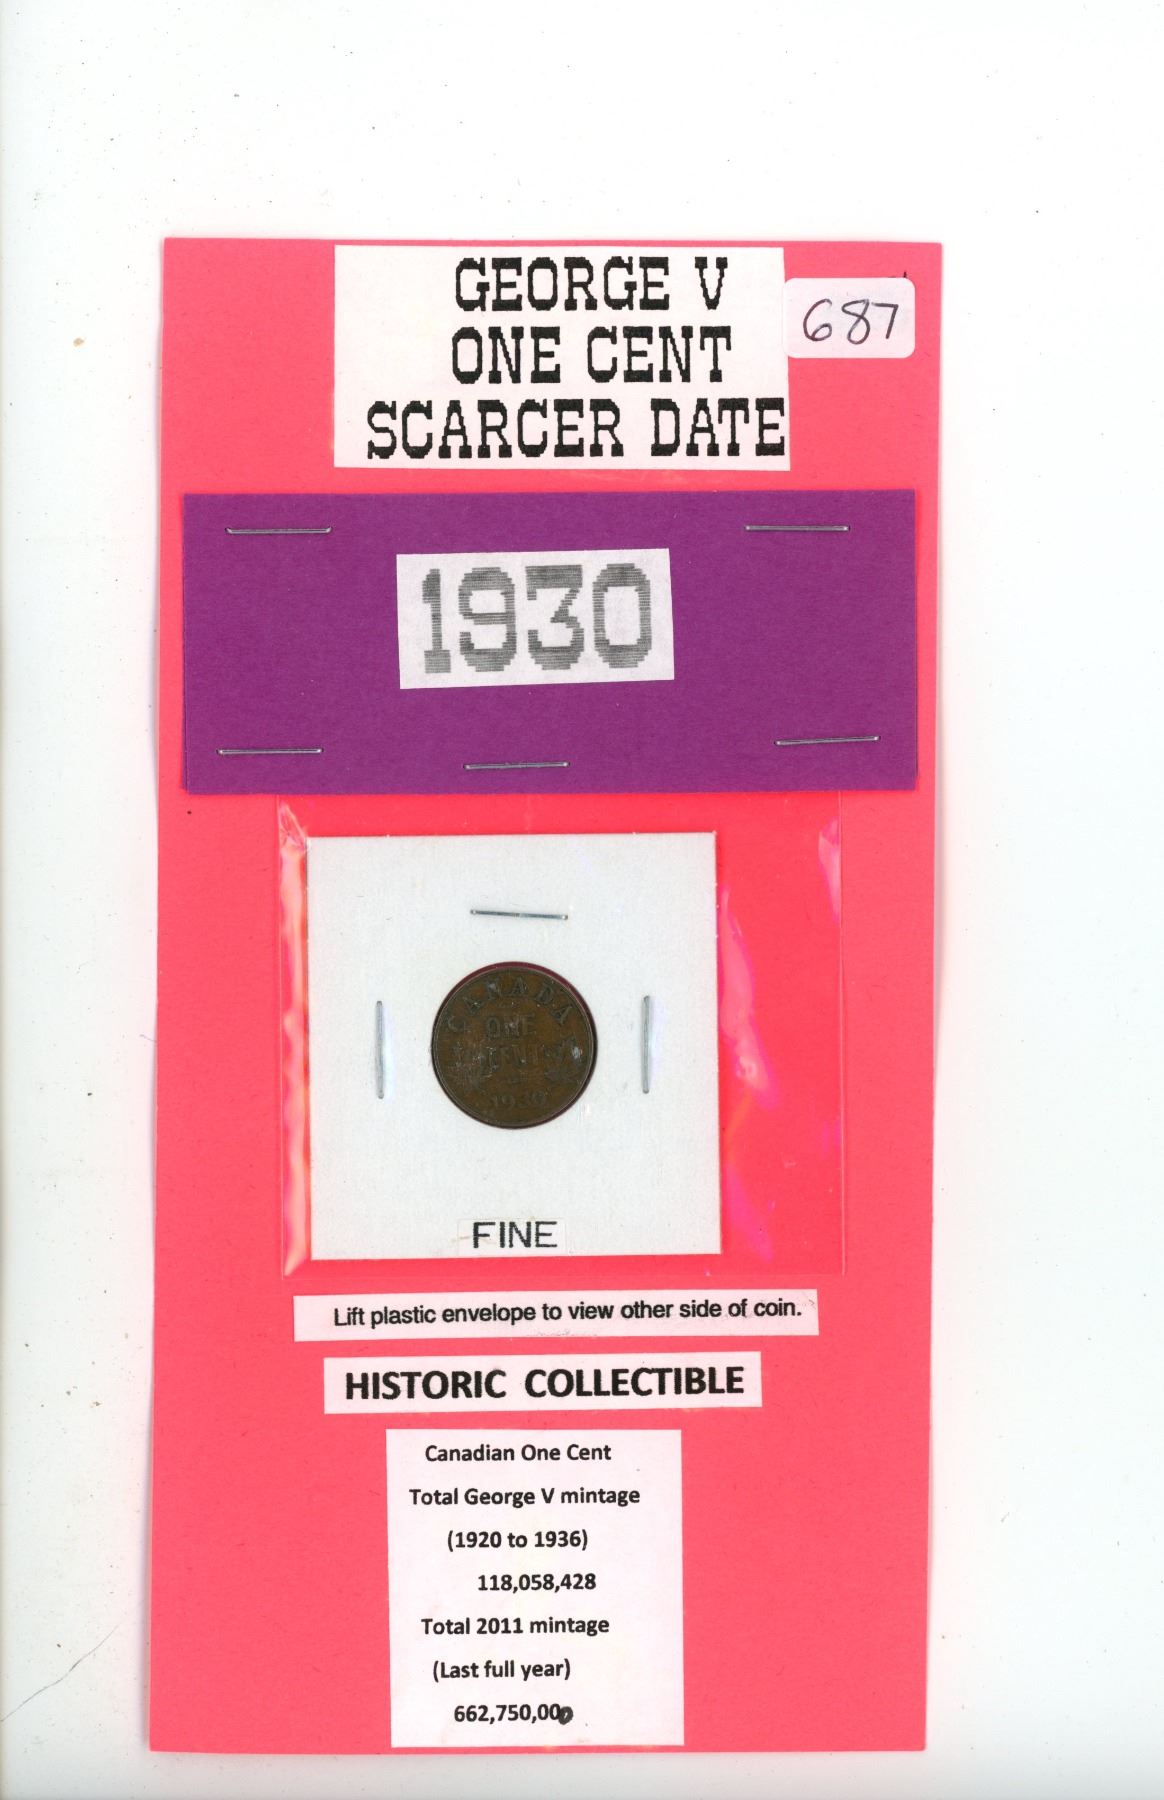 GEORGE V
ONE CENT
SCARCER DATE
687
1930
CANADA
ONE
CENT
1930
FINE
Lift plastic envelope to view other side of coin.
HISTORIC COLLECTIBLE
Canadian One Cent
Total George V mintage
(1920 to 1936)
118,058,428
Total 2011 mintage
(Last full year)
662,750,000